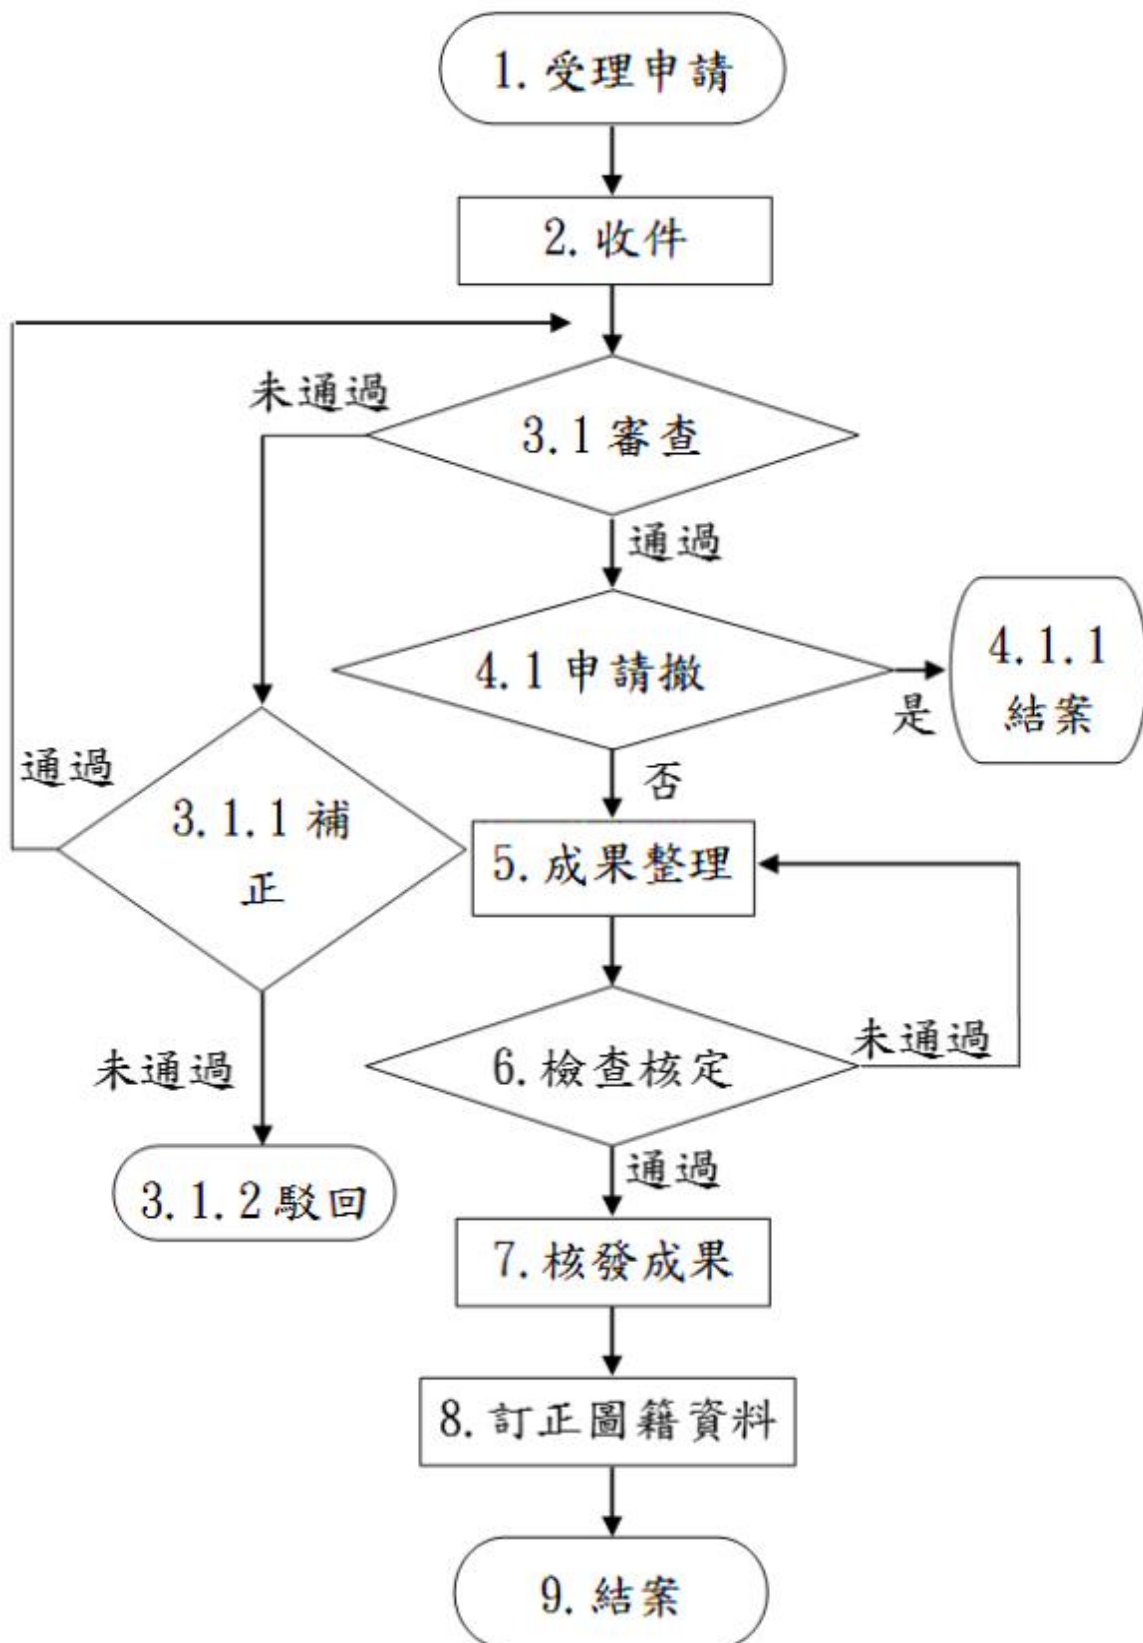 1. 受理申請
2. 收件
未通過
3.1 審查
通過
4.1 申請撤
是
4.1.1
結案
否
通過
3.1.1 補
正
5. 成果整理
未通過
6. 檢查核定
未通過
通過
3.1.2 駁回
7. 核發成果
8. 訂正圖籍資料
9. 結案